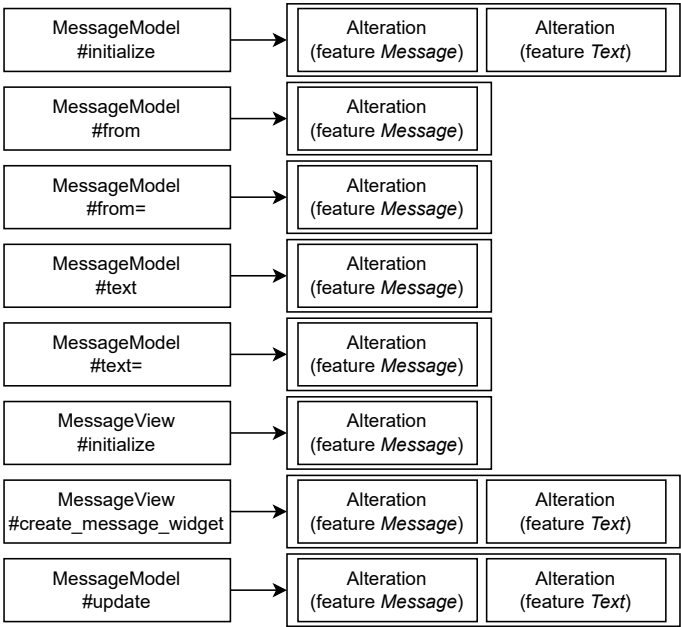 MessageModel
#initialize
Alteration
(feature Message)
Alteration
(feature Text)
MessageModel
#from
Alteration
(feature Message)
MessageModel
#from=
Alteration
(feature Message)
MessageModel
#text
Alteration
(feature Message)
MessageModel
#text=
Alteration
(feature Message)
MessageView
#initialize
Alteration
(feature Message)
MessageView
#create_message_widget
Alteration
(feature Message)
Alteration
(feature Text)
MessageModel
#update
Alteration
(feature Message)
Alteration
(feature Text)